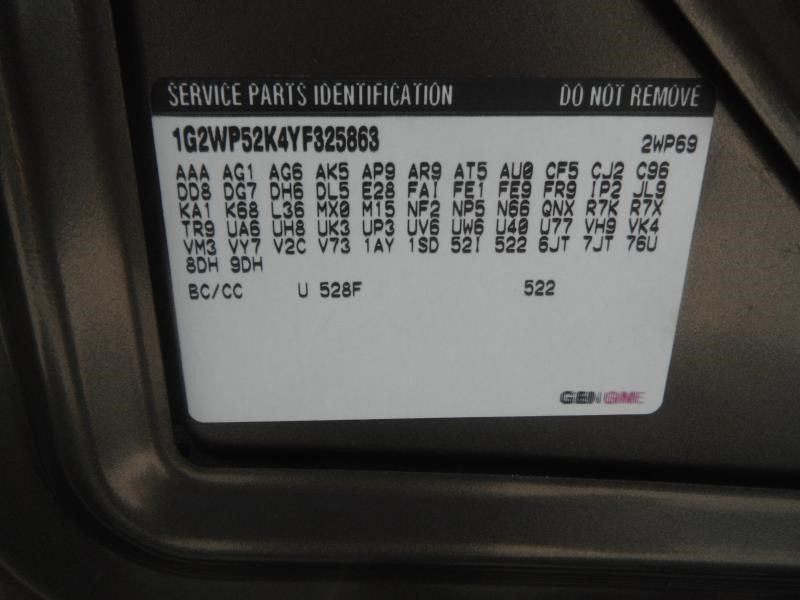 SERVICE PARTS IDENTIFICATION DO NOT REMOVE
1G2WP52K4YF325863 2WP69
AAA AG1 AG6 AK5 AP9 AR9 AT5 AU0 CF5 CJ2 C96
DD8 DG7 DH6 DL5 E28 FAI FE1 FE9 FR9 IP2 JL9
KA1 K68 L36 MX0 M15 NF2 NP5 N66 QNX R7K R7X
TR9 UA6 UH8 UK3 UP3 UV6 UW6 U40 U77 VH9 VK4
VM3 VY7 V2C V73 1AY 1SD 52I 522 6JT 7JT 76U
8DH 9DH
BC/CC U 528F 522
GEN GME